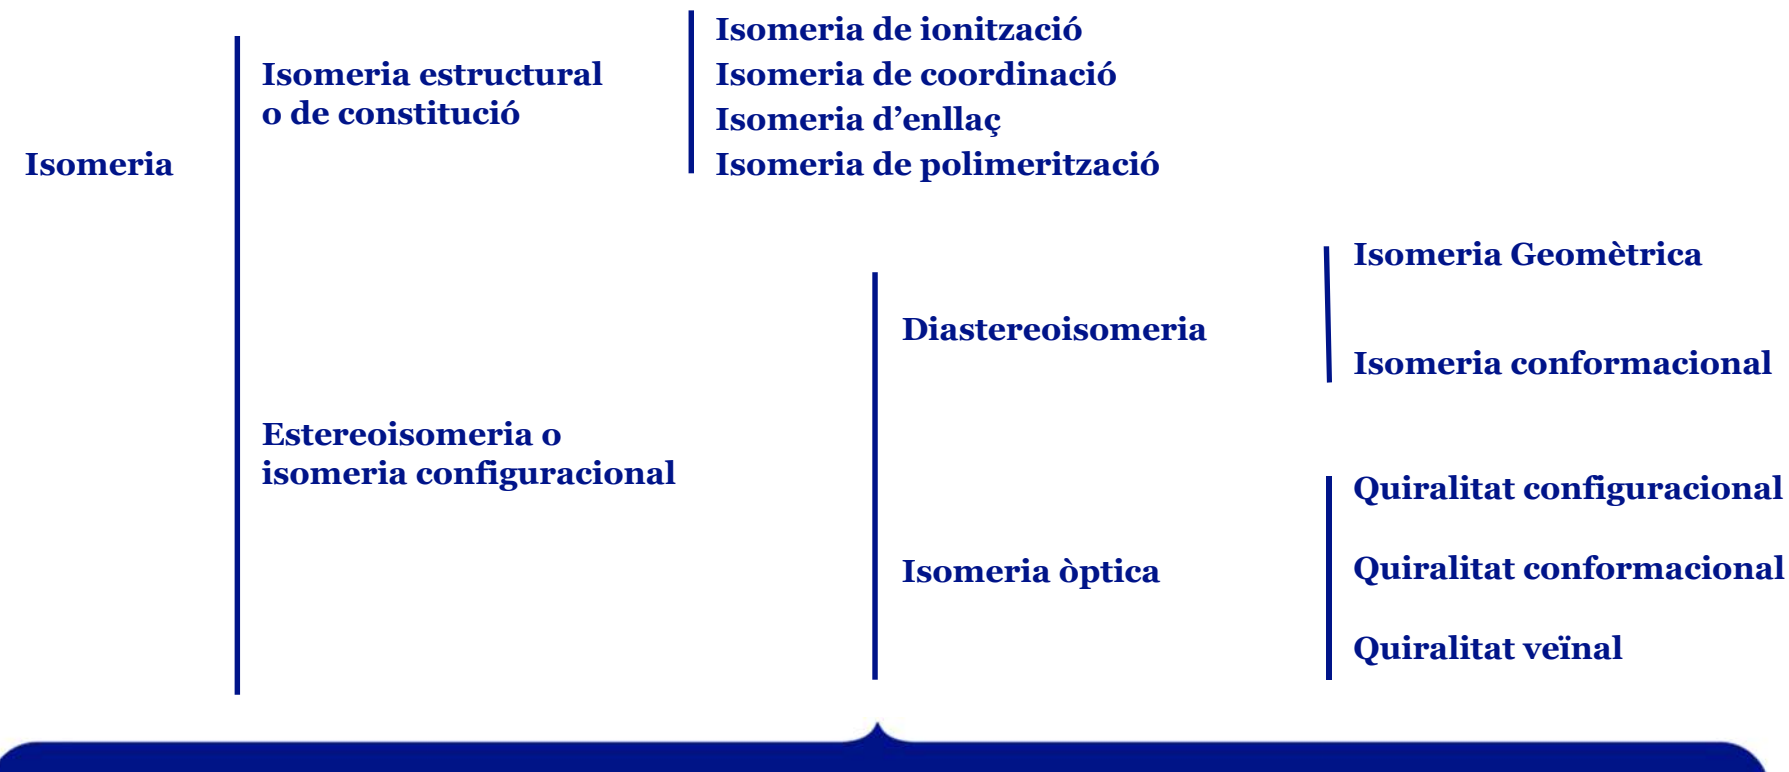 Isomeria
Isomeria estructural
o de constitució
Isomeria de ionització
Isomeria de coordinació
Isomeria d’enllaç
Isomeria de polimerització
Estereoisomeria o
isomeria configuracional
Diastereoisomeria
Isomeria Geomètrica
Isomeria conformacional
Isomeria òptica
Quiralitat configuracional
Quiralitat conformacional
Quiralitat veïnal